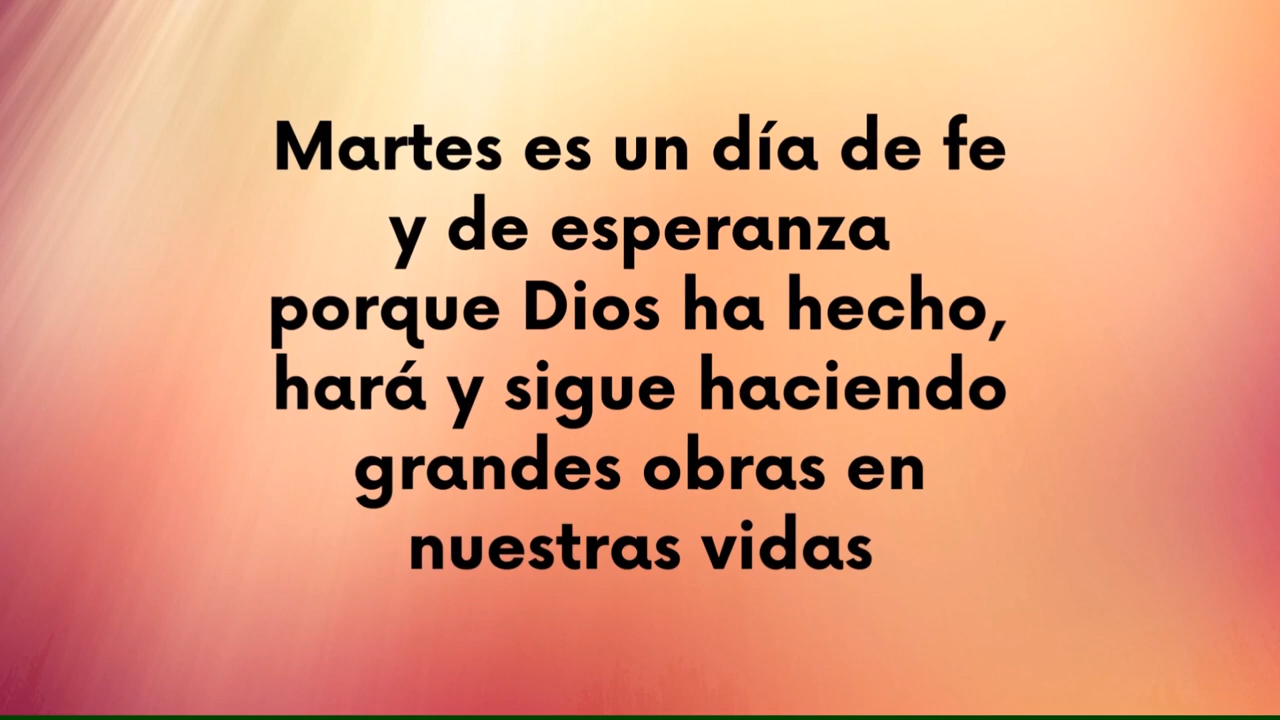 Martes es un día de fe
y de esperanza
porque Dios ha hecho,
hará y sigue haciendo
grandes obras en
nuestras vidas